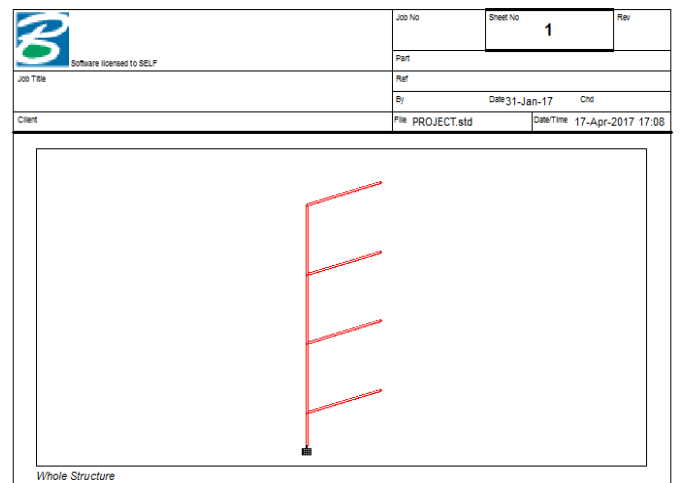 Job No
Sheet No
1
Rev
Software licensed to SELF
Part
Job Title
Ref
By
Date 31-Jan-17
Chd
Client
File PROJECT.std
Date/Time 17-Apr-2017 17:08
Whole Structure